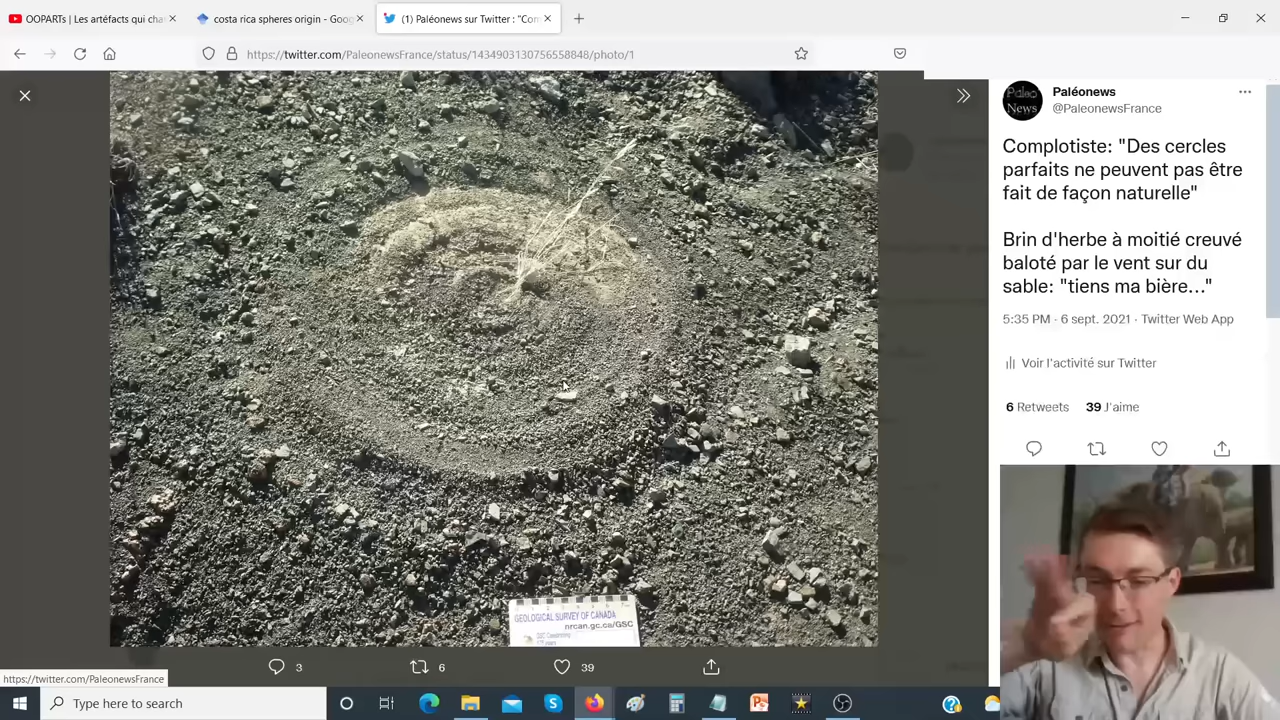 OOPARTs | Les artéfacts qui cha
costa rica spheres origin - Goog
(1) Paléonews sur Twitter : "Com
https://twitter.com/PaleonewsFrance/status/1434903130756558848/photo/1
Paleo
News
Paléonews
@PaleonewsFrance
Complotiste: "Des cercles
parfaits ne peuvent pas être
fait de façon naturelle"
Brin d'herbe à moitié creuvé
baloté par le vent sur du
sable: "tiens ma bière…"
5:35 PM · 6 sept. 2021 · Twitter Web App
Voir l'activité sur Twitter
6 Retweets 39 J'aime
GEOLOGICAL SURVEY OF CANADA
nrcan.gc.ca/GSC
3 6 39
https://twitter.com/PaleonewsFrance
Type here to search